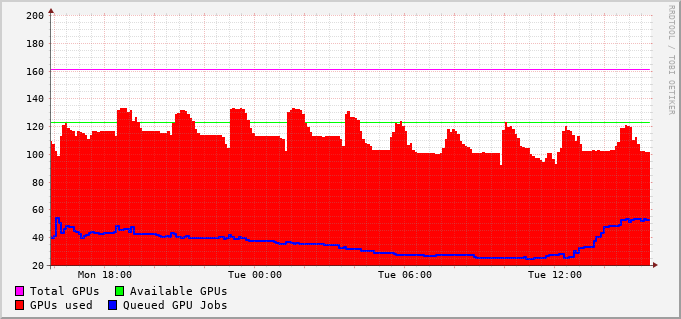 200
180
160
140
120
100
80
60
40
20
Mon 18:00 Tue 00:00 Tue 06:00 Tue 12:00
Total GPUs Available GPUs
GPUs used Queued GPU Jobs
RRDTOOL / TOBI OETIKER